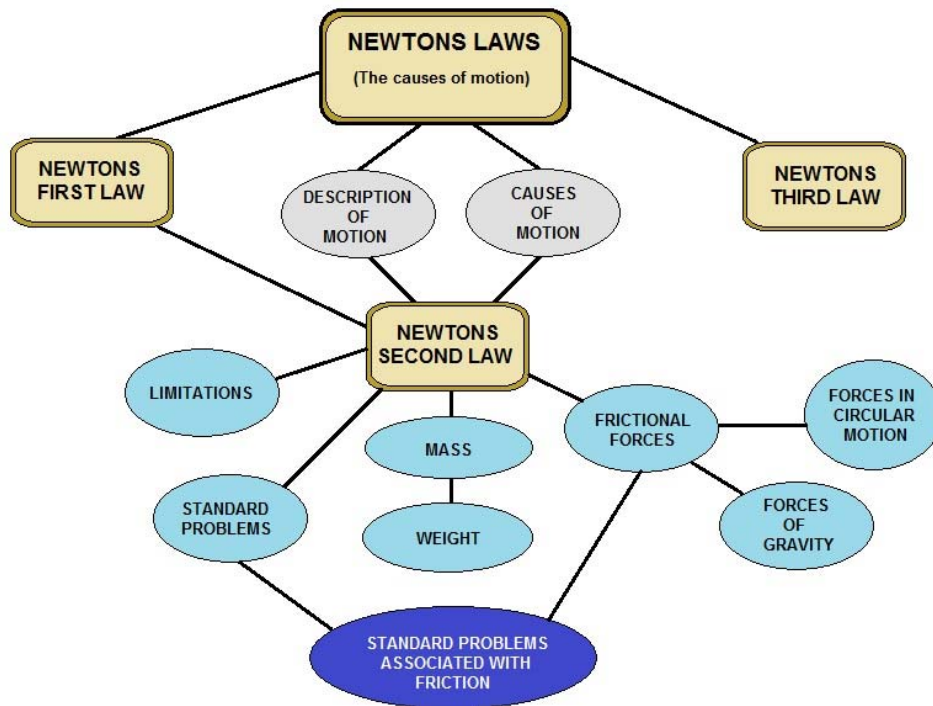 NEWTONS LAWS
(The causes of motion)
NEWTONS
FIRST LAW
DESCRIPTION
OF
MOTION
CAUSES
OF
MOTION
NEWTONS
THIRD LAW
NEWTONS
SECOND LAW
LIMITATIONS
MASS
FRICTIONAL
FORCES
FORCES IN
CIRCULAR
MOTION
STANDARD
PROBLEMS
WEIGHT
FORCES
OF
GRAVITY
STANDARD PROBLEMS
ASSOCIATED WITH
FRICTION